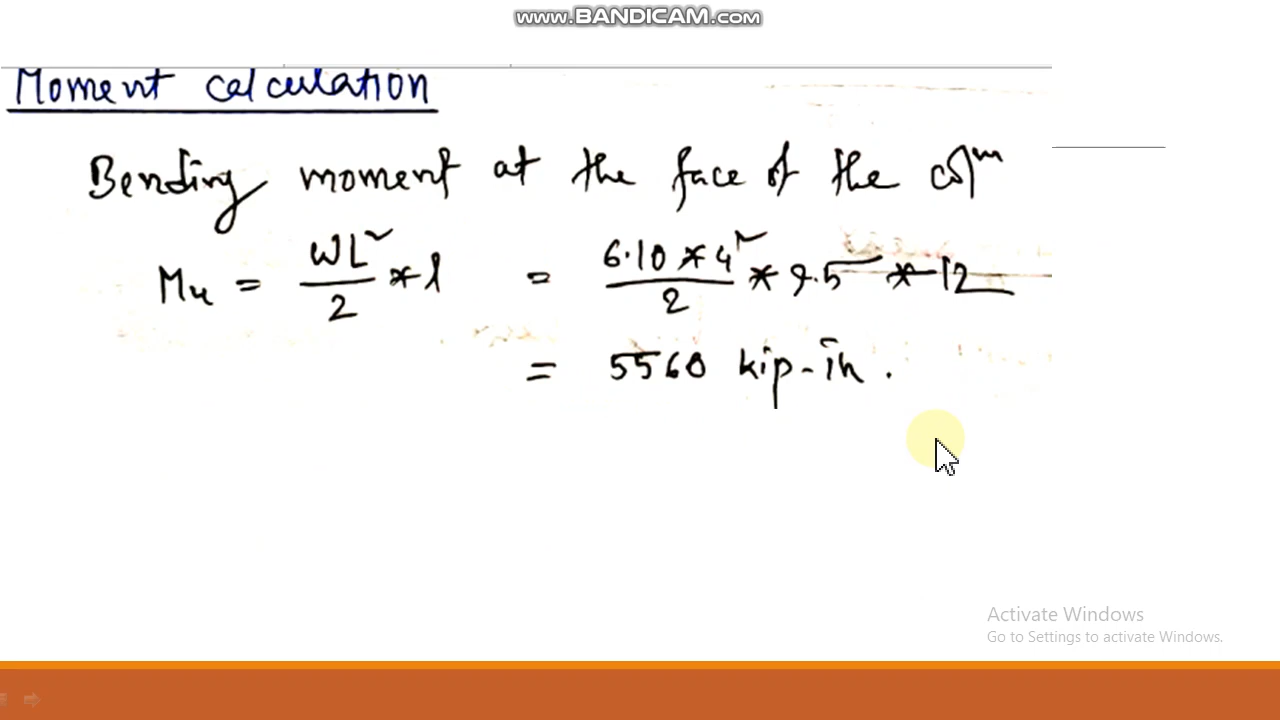 www.BANDICAM.com
Moment calculation
Bending moment at the face of the colᵐ
Mu = WL²/2 * l = 6.10 * 4²/2 * 9.5 * 12
= 5560 kip-in.
Activate Windows
Go to Settings to activate Windows.